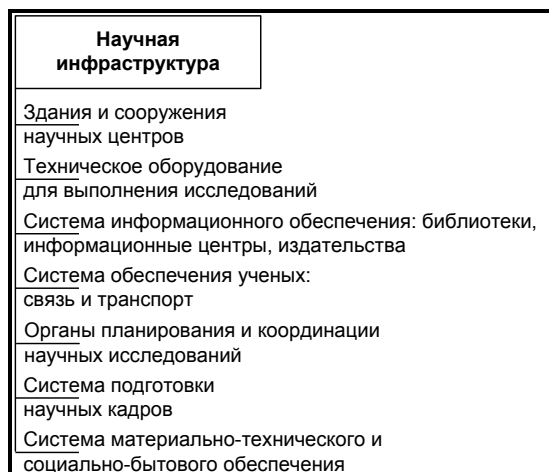 Научная
инфраструктура
Здания и сооружения
научных центров
Техническое оборудование
для выполнения исследований
Система информационного обеспечения: библиотеки,
информационные центры, издательства
Система обеспечения ученых:
связь и транспорт
Органы планирования и координации
научных исследований
Система подготовки
научных кадров
Система материально-технического и
социально-бытового обеспечения